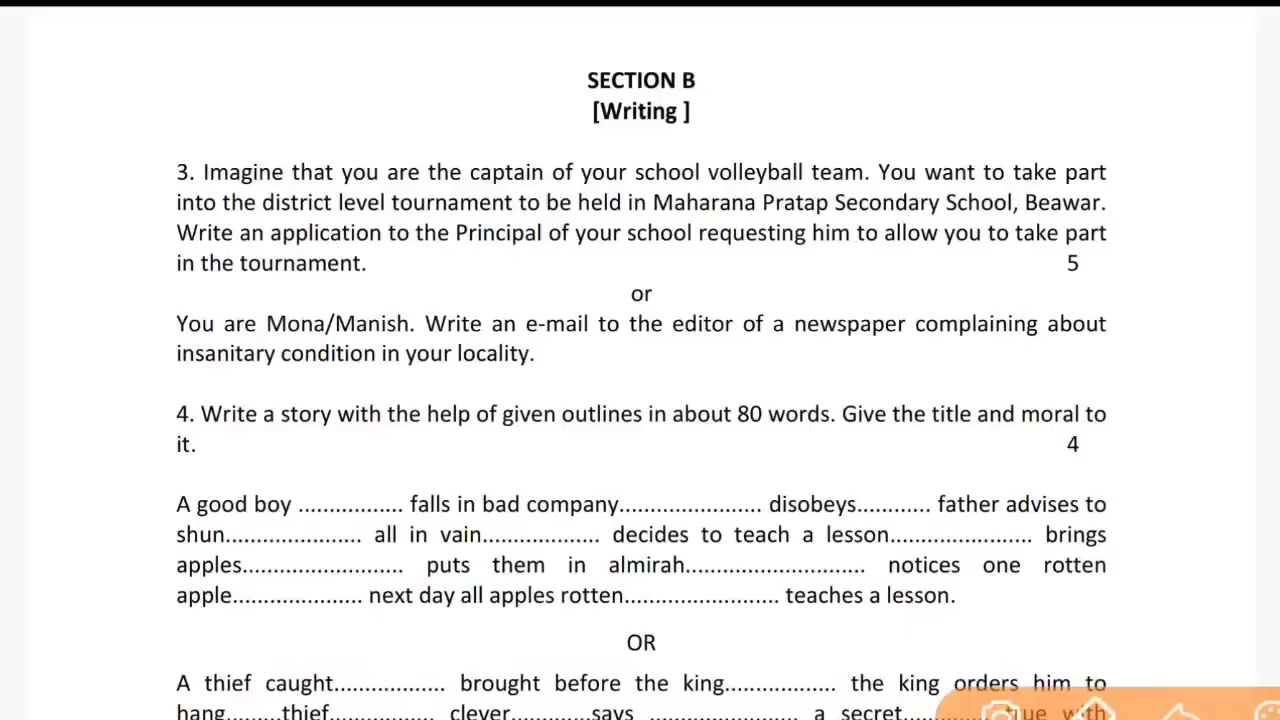 SECTION B
[Writing ]
3. Imagine that you are the captain of your school volleyball team. You want to take part
into the district level tournament to be held in Maharana Pratap Secondary School, Beawar.
Write an application to the Principal of your school requesting him to allow you to take part
in the tournament. 5
or
You are Mona/Manish. Write an e-mail to the editor of a newspaper complaining about
insanitary condition in your locality.
4. Write a story with the help of given outlines in about 80 words. Give the title and moral to
it. 4
A good boy ................. falls in bad company....................... disobeys............ father advises to
shun...................... all in vain................... decides to teach a lesson....................... brings
apples.......................... puts them in almirah............................. notices one rotten
apple..................... next day all apples rotten......................... teaches a lesson.
OR
A thief caught.................. brought before the king.................. the king orders him to
hang........thief................. clever.............says ........................ a secret.............. true with